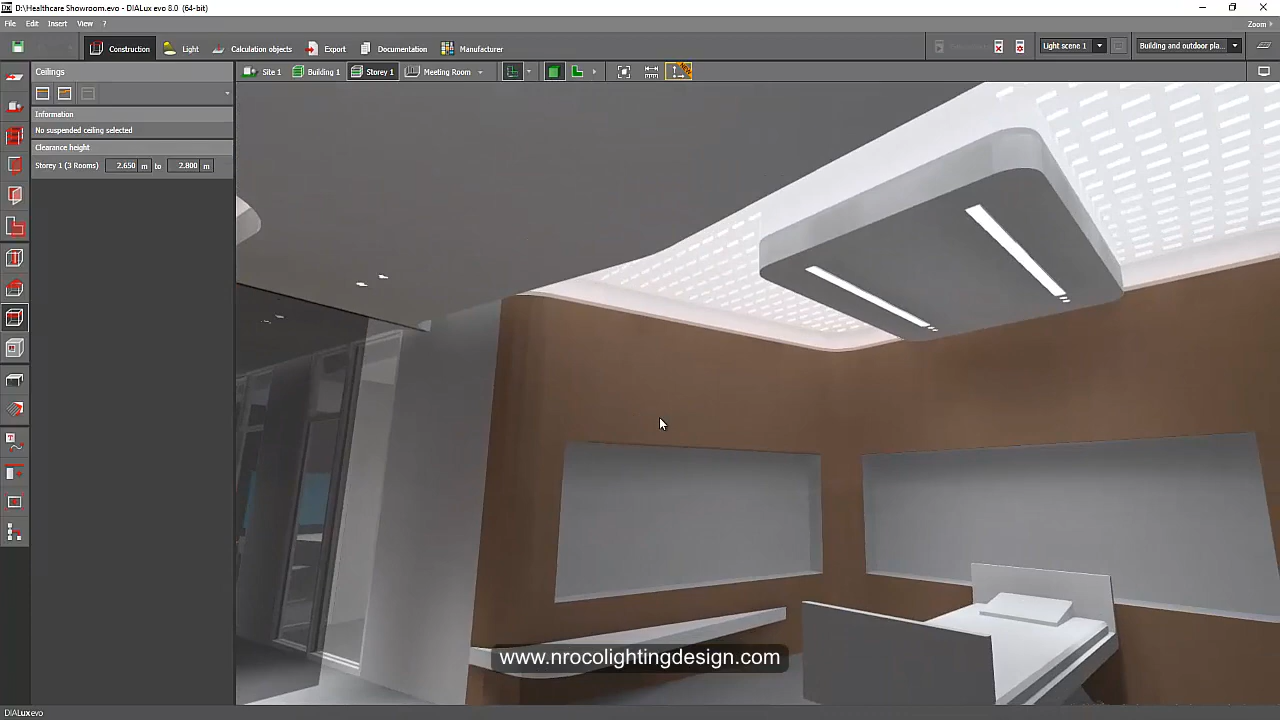 D:\Healthcare Showroom.evo - DIALux evo 8.0 (64-bit)
File Edit Insert View ?
Zoom
Construction Light Calculation objects Export Documentation Manufacturer
Light scene 1
Building and outdoor pla...
Ceilings
Site 1 Building 1 Storey 1 Meeting Room
Information
No suspended ceiling selected
Clearance height
Storey 1 (3 Rooms) 2.650 m to 2.800 m
www.nrocolightingdesign.com
DIALux evo